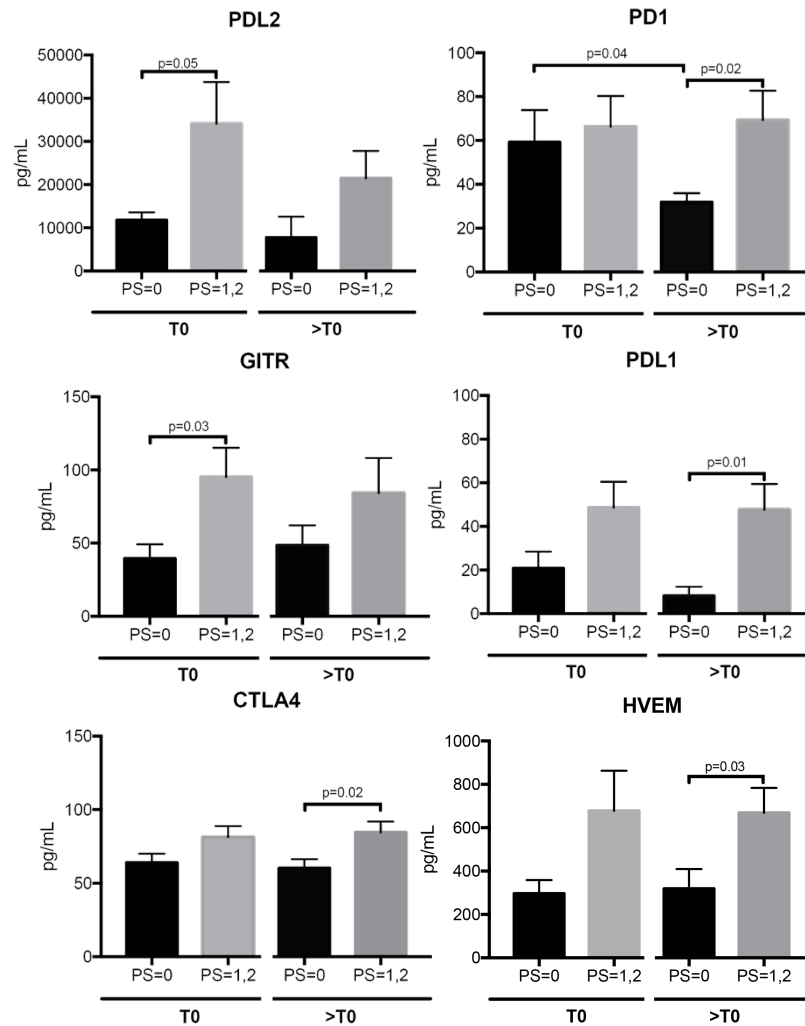 PDL2
50000
40000
30000
20000
10000
0
pg/mL
p=0.05
PS=0 PS=1,2 PS=0 PS=1,2
T0 >T0
PD1
100
80
60
40
20
0
pg/mL
p=0.04
p=0.02
PS=0 PS=1,2 PS=0 PS=1,2
T0 >T0
GITR
150
100
50
0
pg/mL
p=0.03
PS=0 PS=1,2 PS=0 PS=1,2
T0 >T0
PDL1
100
80
60
40
20
0
pg/mL
p=0.01
PS=0 PS=1,2 PS=0 PS=1,2
T0 >T0
CTLA4
150
100
50
0
pg/mL
p=0.02
PS=0 PS=1,2 PS=0 PS=1,2
T0 >T0
HVEM
1000
800
600
400
200
0
pg/mL
p=0.03
PS=0 PS=1,2 PS=0 PS=1,2
T0 >T0